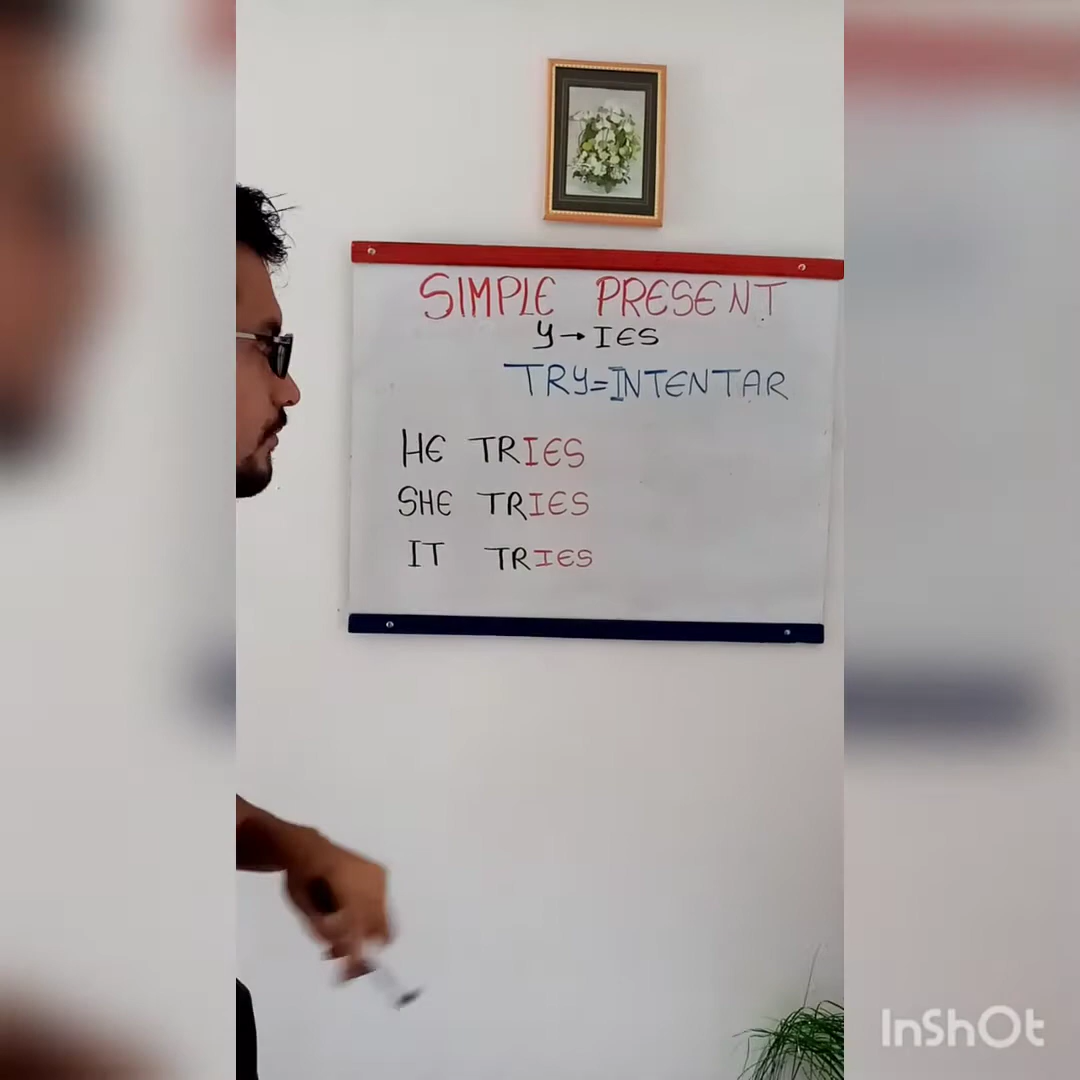 SIMPLE PRESENT
Y→IES
TRY=INTENTAR
HE TRIES
SHE TRIES
IT TRIES
InShOt